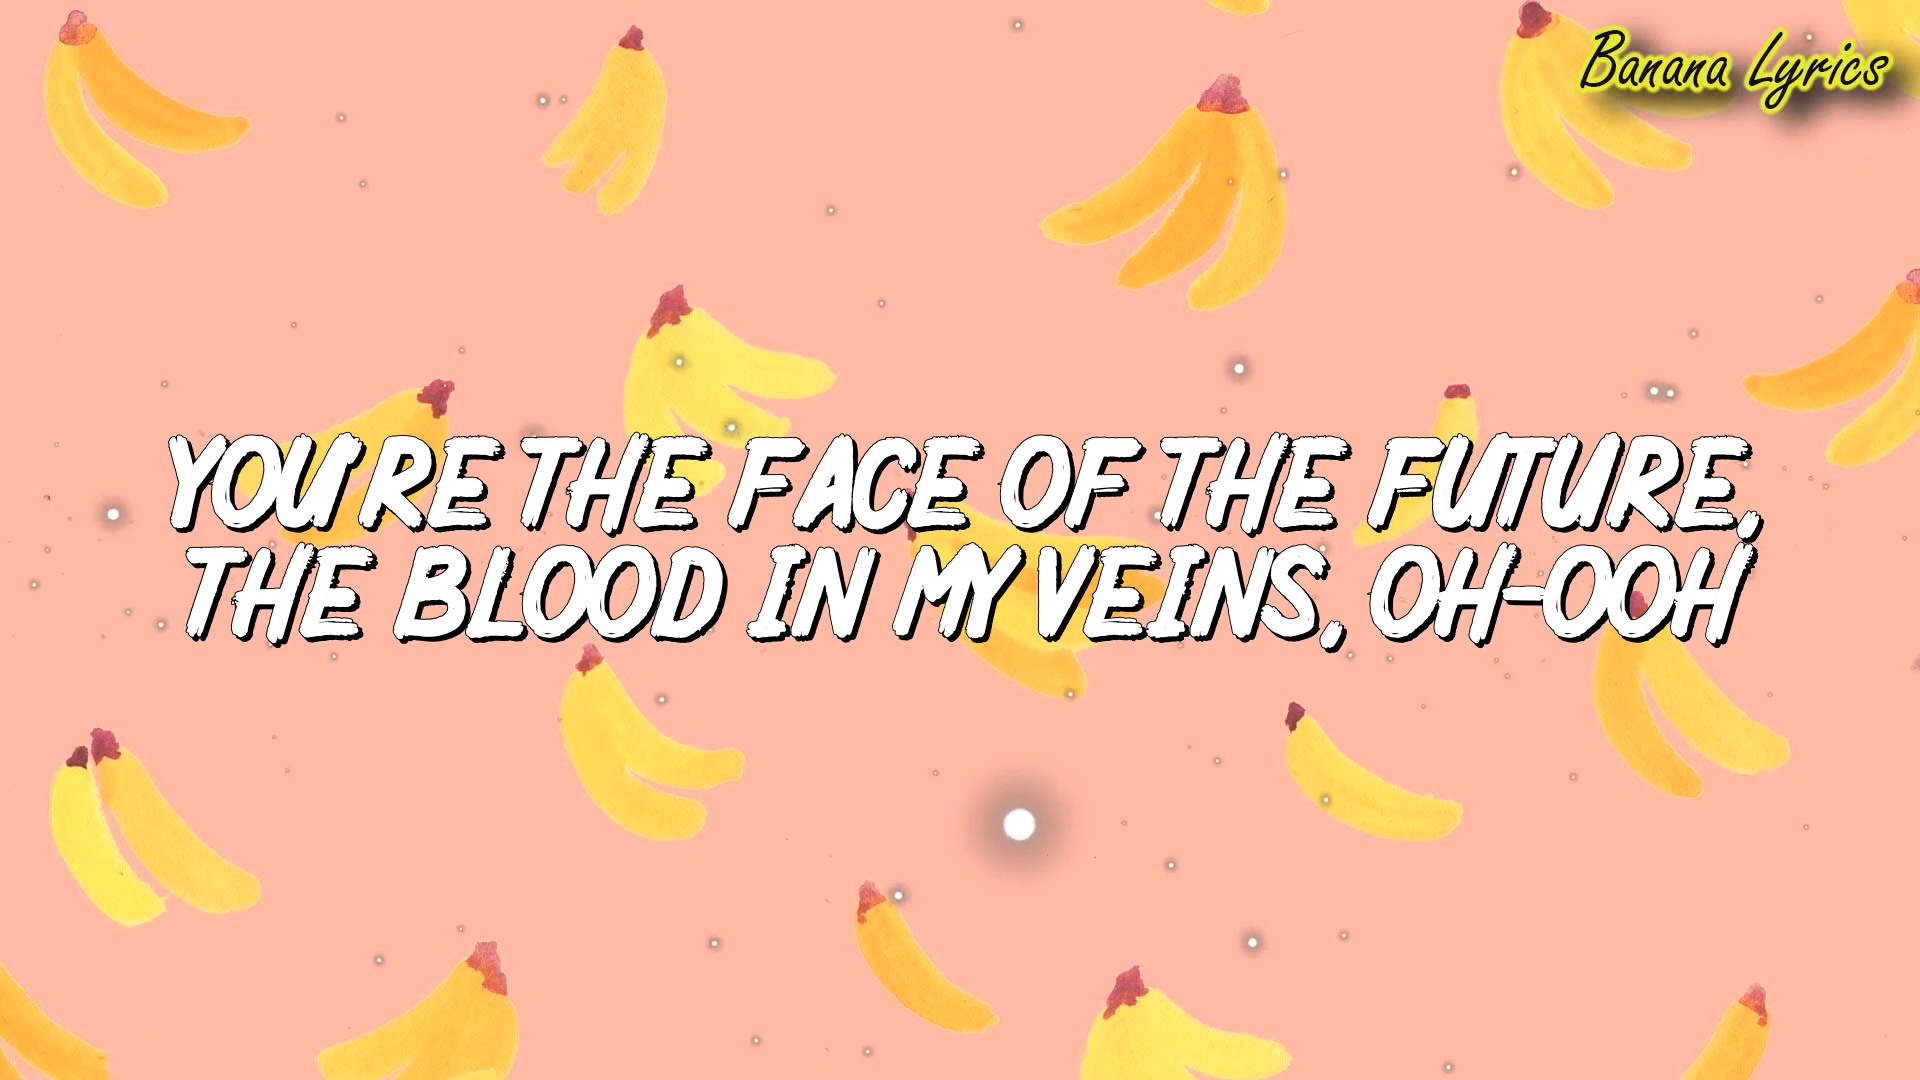 Banana Lyrics
YOU'RE THE FACE OF THE FUTURE,
THE BLOOD IN MY VEINS, OH-OOH